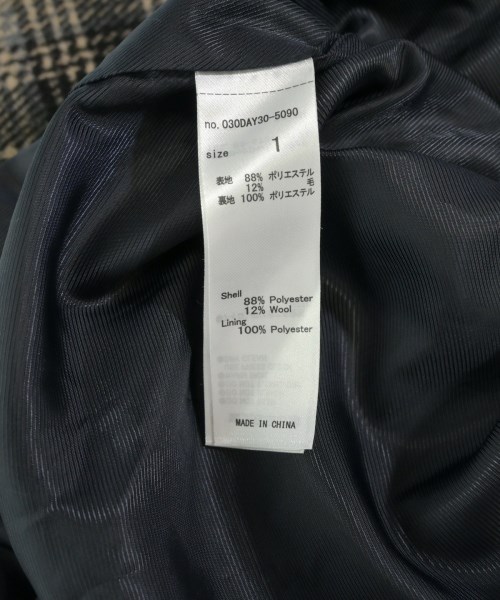 no. 030DAY30-5090
size 1
表地 88% ポリエステル
12% 毛
裏地 100% ポリエステル
Shell
88% Polyester
12% Wool
Lining
100% Polyester
MADE IN CHINA